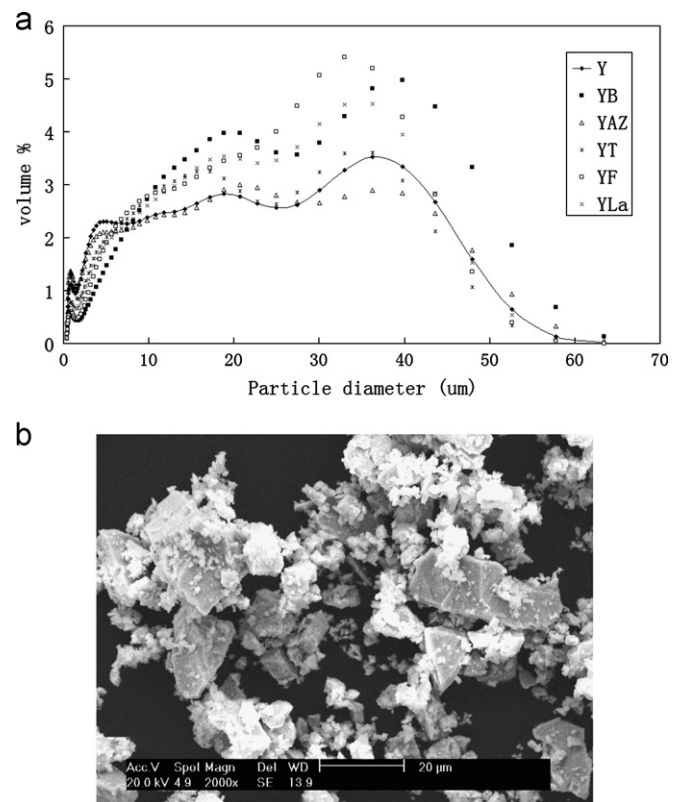 a
6
5
4
3
2
1
0
volume %
0 10 20 30 40 50 60 70
Particle diameter (um)
Y
YB
YAZ
YT
YF
YLa
b
Acc.V Spot Magn Det WD 20 μm
20.0 kV 4.9 2000x SE 13.9